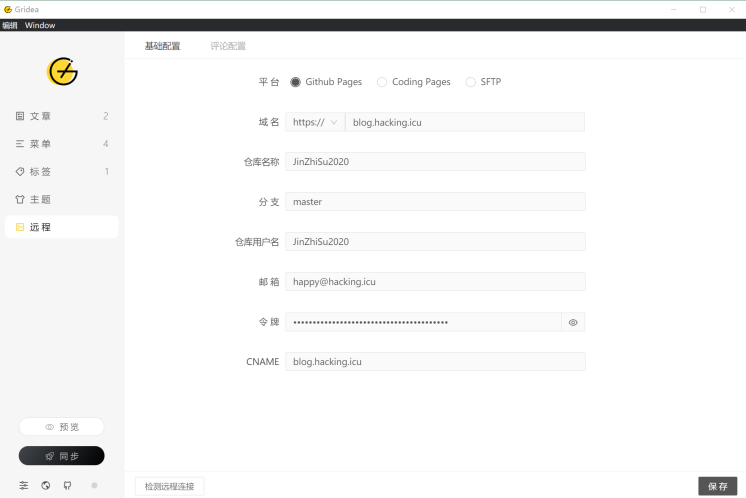 Gridea
编辑 Window
文章 2
菜单 4
标签 1
主题
远程
预览
同步
基础配置 评论配置
平台 Github Pages Coding Pages SFTP
域名 https:// blog.hacking.icu
仓库名称 JinZhiSu2020
分支 master
仓库用户名 JinZhiSu2020
邮箱 happy@hacking.icu
令牌 ••••••••••••••••••••••••••••••••••••••••
CNAME blog.hacking.icu
检测远程连接 保存